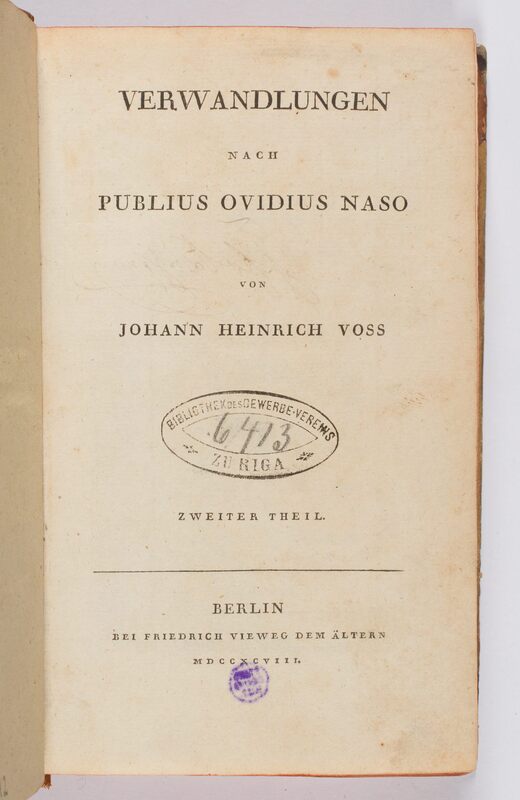 VERWANDLUNGEN
NACH
PUBLIUS OVIDIUS NASO
VON
JOHANN HEINRICH VOSS
BIBLIOTHEK DES GEWERBE-VEREINS
6413
ZU RIGA
ZWEITER THEIL.
BERLIN
BEI FRIEDRICH VIEWEG DEM ÄLTERN
MDCCXCVIII.